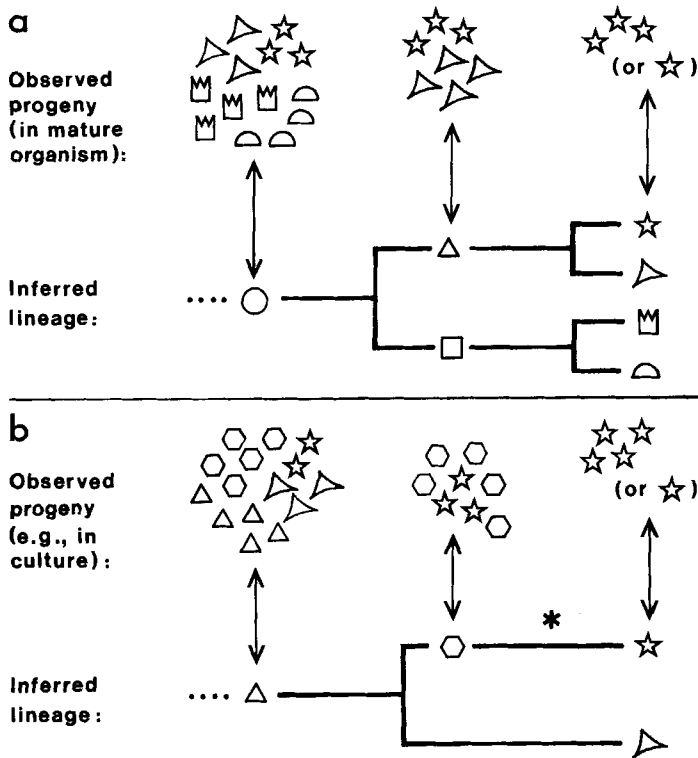 a
Observed
progeny
(in mature
organism):
(or ☆)
Inferred
lineage:
b
Observed
progeny
(e.g., in
culture):
(or ☆)
*
Inferred
lineage: